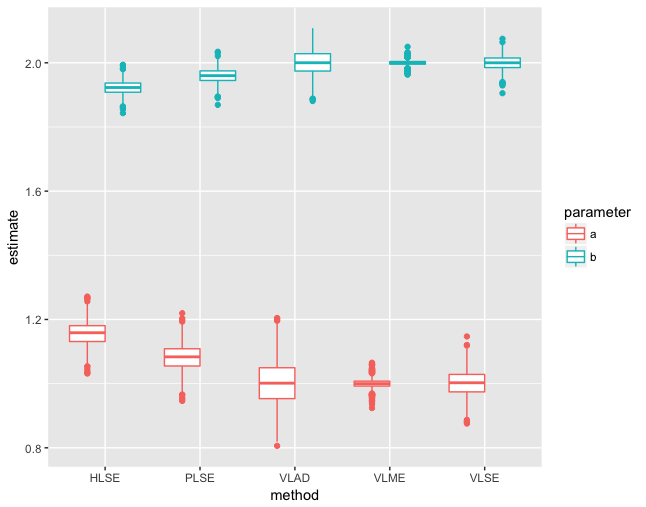 estimate
2.0
1.6
1.2
0.8
HLSE PLSE VLAD VLME VLSE
method
parameter
a
b